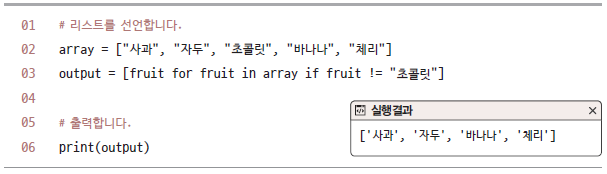 01 # 리스트를 선언합니다.
02 array = ["사과", "자두", "초콜릿", "바나나", "체리"]
03 output = [fruit for fruit in array if fruit != "초콜릿"]
04
05 # 출력합니다.
06 print(output)
실행결과 ×
['사과', '자두', '바나나', '체리']